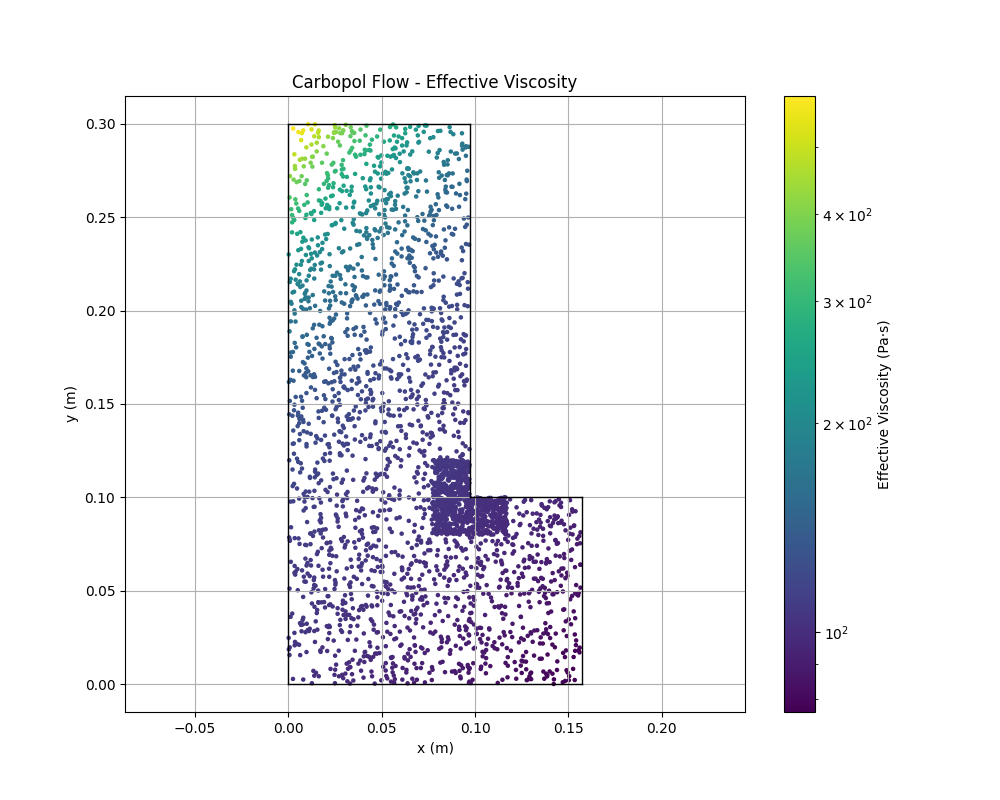 Carbopol Flow - Effective Viscosity
0.30
0.25
0.20
0.15
0.10
0.05
0.00
y (m)
−0.05
0.00
0.05
0.10
0.15
0.20
x (m)
4 × 10²
3 × 10²
2 × 10²
10²
Effective Viscosity (Pa·s)